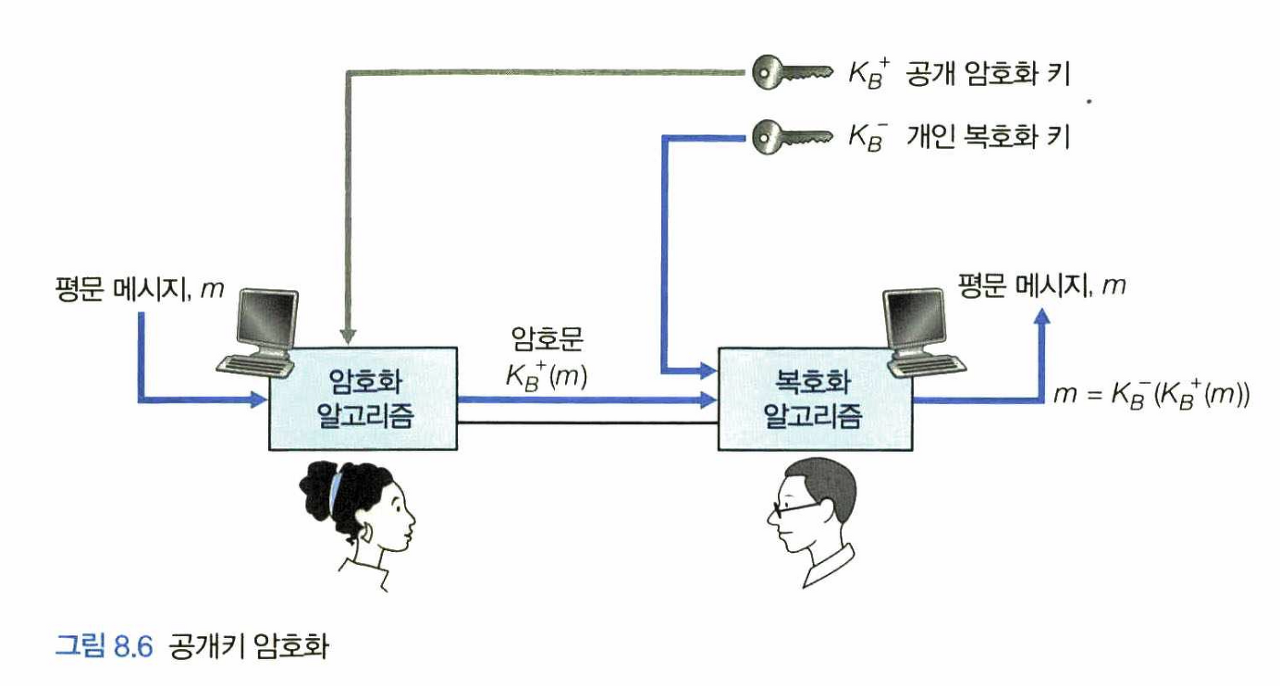 K_B^+ 공개 암호화 키
K_B^- 개인 복호화 키
평문 메시지, m
평문 메시지, m
암호문
K_B^+(m)
암호화
알고리즘
복호화
알고리즘
m = K_B^-(K_B^+(m))
그림 8.6 공개키 암호화